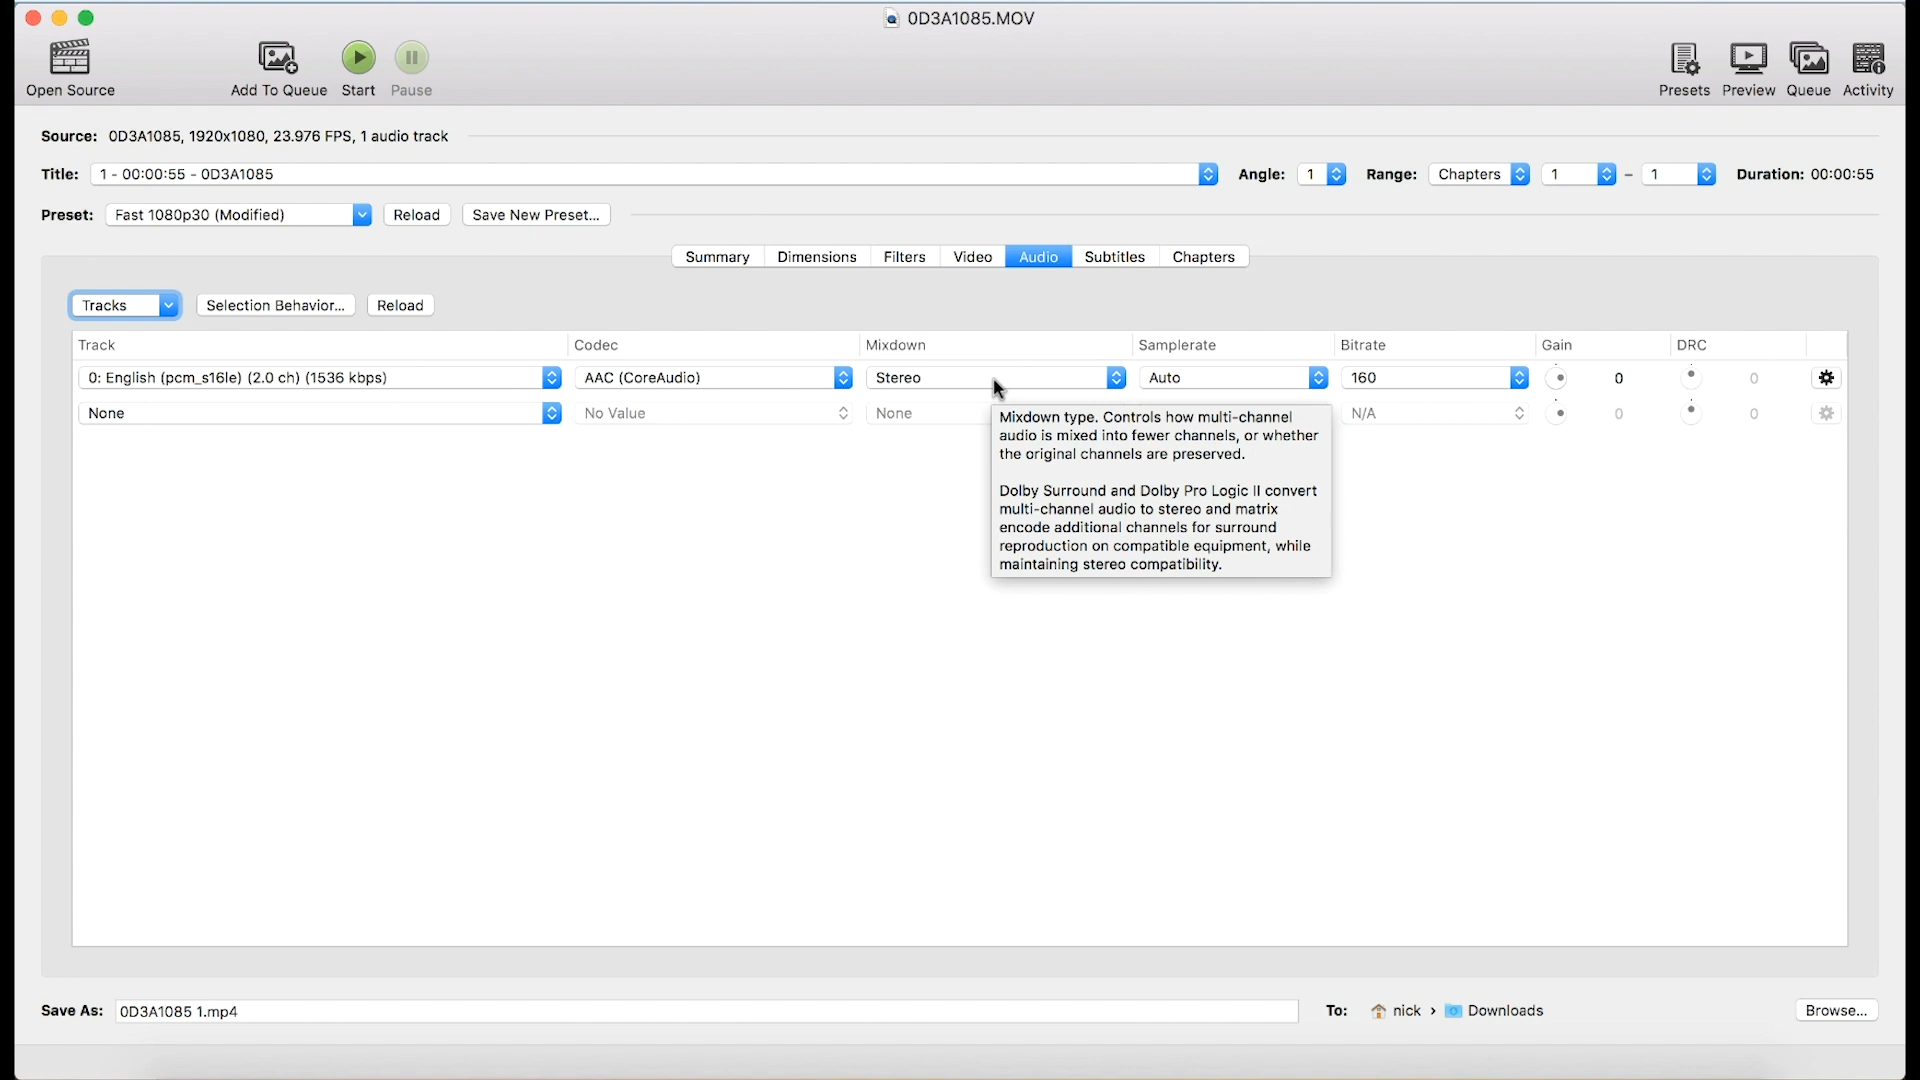 0D3A1085.MOV
Open Source
Add To Queue
Start
Pause
Presets
Preview
Queue
Activity
Source: 0D3A1085, 1920x1080, 23.976 FPS, 1 audio track
Title: 1 - 00:00:55 - 0D3A1085
Angle: 1
Range: Chapters 1 - 1
Duration: 00:00:55
Preset: Fast 1080p30 (Modified)
Reload
Save New Preset...
Summary
Dimensions
Filters
Video
Audio
Subtitles
Chapters
Tracks
Selection Behavior...
Reload
Track Codec Mixdown Samplerate Bitrate Gain DRC
0: English (pcm_s16le) (2.0 ch) (1536 kbps) AAC (CoreAudio) Stereo Auto 160 0 0
None No Value None N/A 0 0
Mixdown type. Controls how multi-channel
audio is mixed into fewer channels, or whether
the original channels are preserved.
Dolby Surround and Dolby Pro Logic II convert
multi-channel audio to stereo and matrix
encode additional channels for surround
reproduction on compatible equipment, while
maintaining stereo compatibility.
Save As: 0D3A1085 1.mp4
To: nick › Downloads
Browse...